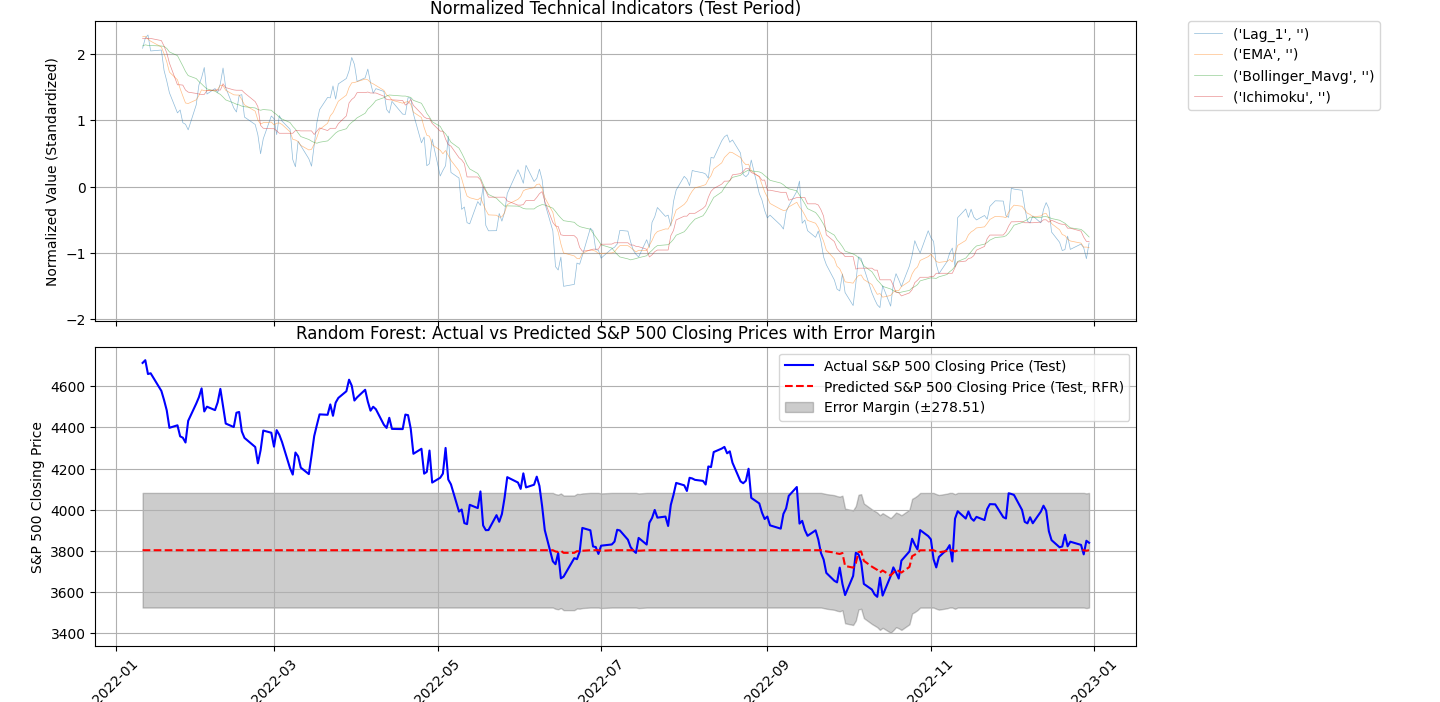 Normalized Technical Indicators (Test Period)
Normalized Value (Standardized)
2
1
0
−1
−2
('Lag_1', '')
('EMA', '')
('Bollinger_Mavg', '')
('Ichimoku', '')
Random Forest: Actual vs Predicted S&P 500 Closing Prices with Error Margin
S&P 500 Closing Price
4600
4400
4200
4000
3800
3600
3400
Actual S&P 500 Closing Price (Test)
Predicted S&P 500 Closing Price (Test, RFR)
Error Margin (±278.51)
2022-01
2022-03
2022-05
2022-07
2022-09
2022-11
2023-01